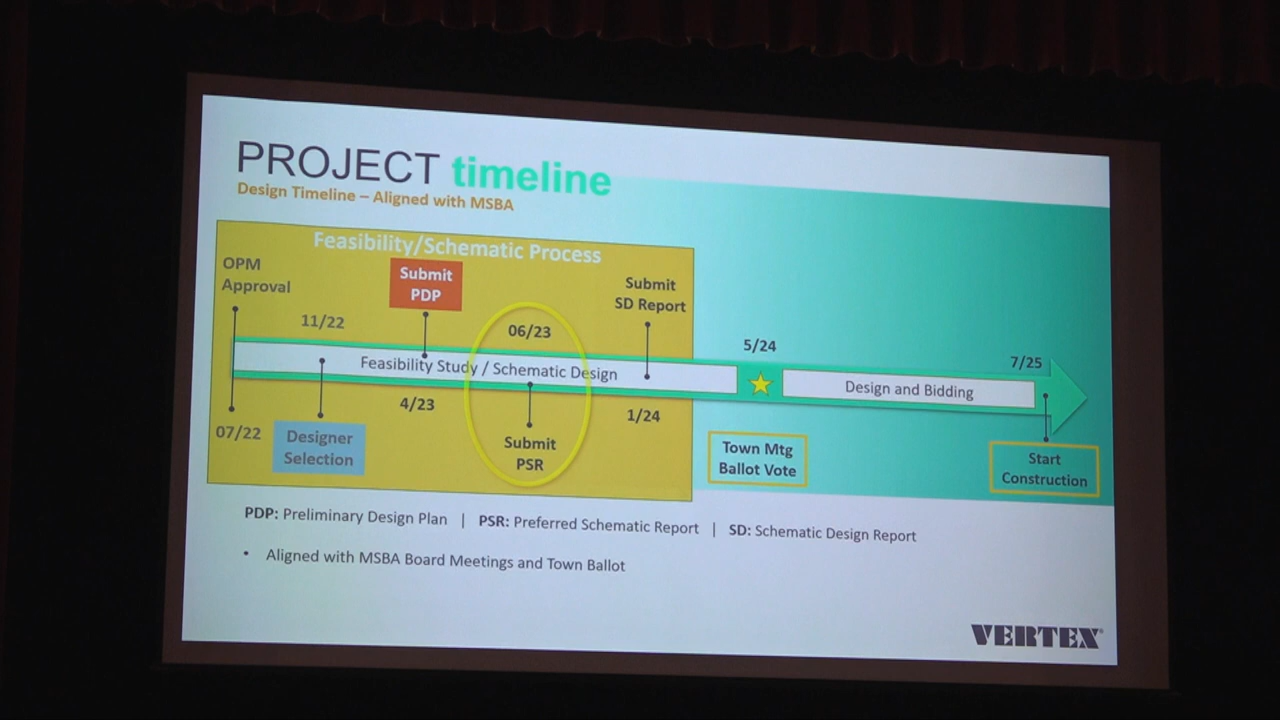 PROJECT timeline
Design Timeline – Aligned with MSBA
Feasibility/Schematic Process
OPM
Approval
11/22
Submit
PDP
06/23
Submit
SD Report
5/24
7/25
Feasibility Study / Schematic Design
Design and Bidding
07/22
Designer
Selection
4/23
Submit
PSR
1/24
Town Mtg
Ballot Vote
Start
Construction
PDP: Preliminary Design Plan | PSR: Preferred Schematic Report | SD: Schematic Design Report
• Aligned with MSBA Board Meetings and Town Ballot
VERTEX®